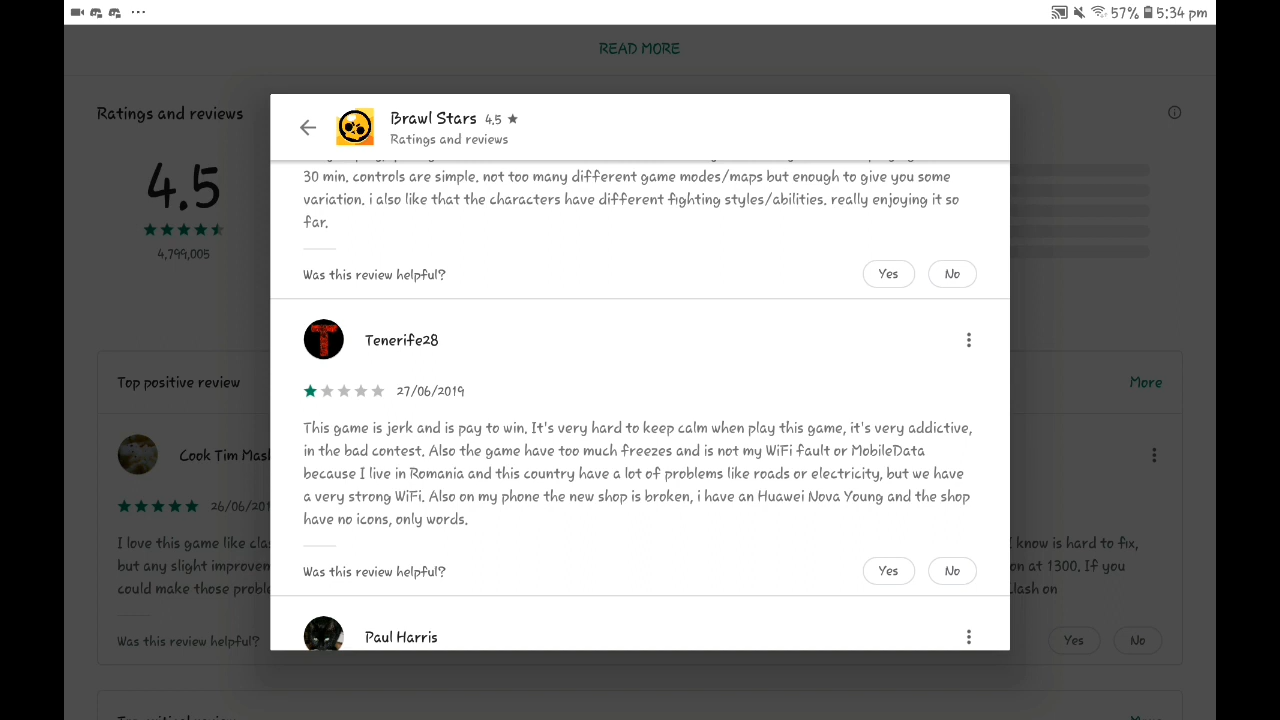 57% 5:34 pm
READ MORE
Ratings and reviews
4.5
4,799,005
Brawl Stars 4.5
Ratings and reviews
30 min. controls are simple. not too many different game modes/maps but enough to give you some
variation. i also like that the characters have different fighting styles/abilities. really enjoying it so
far.
Was this review helpful? Yes No
Tenerife28
27/06/2019
This game is jerk and is pay to win. It's very hard to keep calm when play this game, it's very addictive,
in the bad contest. Also the game have too much freezes and is not my WiFi fault or MobileData
because I live in Romania and this country have a lot of problems like roads or electricity, but we have
a very strong WiFi. Also on my phone the new shop is broken, i have an Huawei Nova Young and the shop
have no icons, only words.
Was this review helpful? Yes No
Paul Harris
Top positive review More
Cook Tim
26/06/
I love this game like I know is hard to fix,
but any slight on at 1300. If you
could make those on
Was this review helpful? Yes No